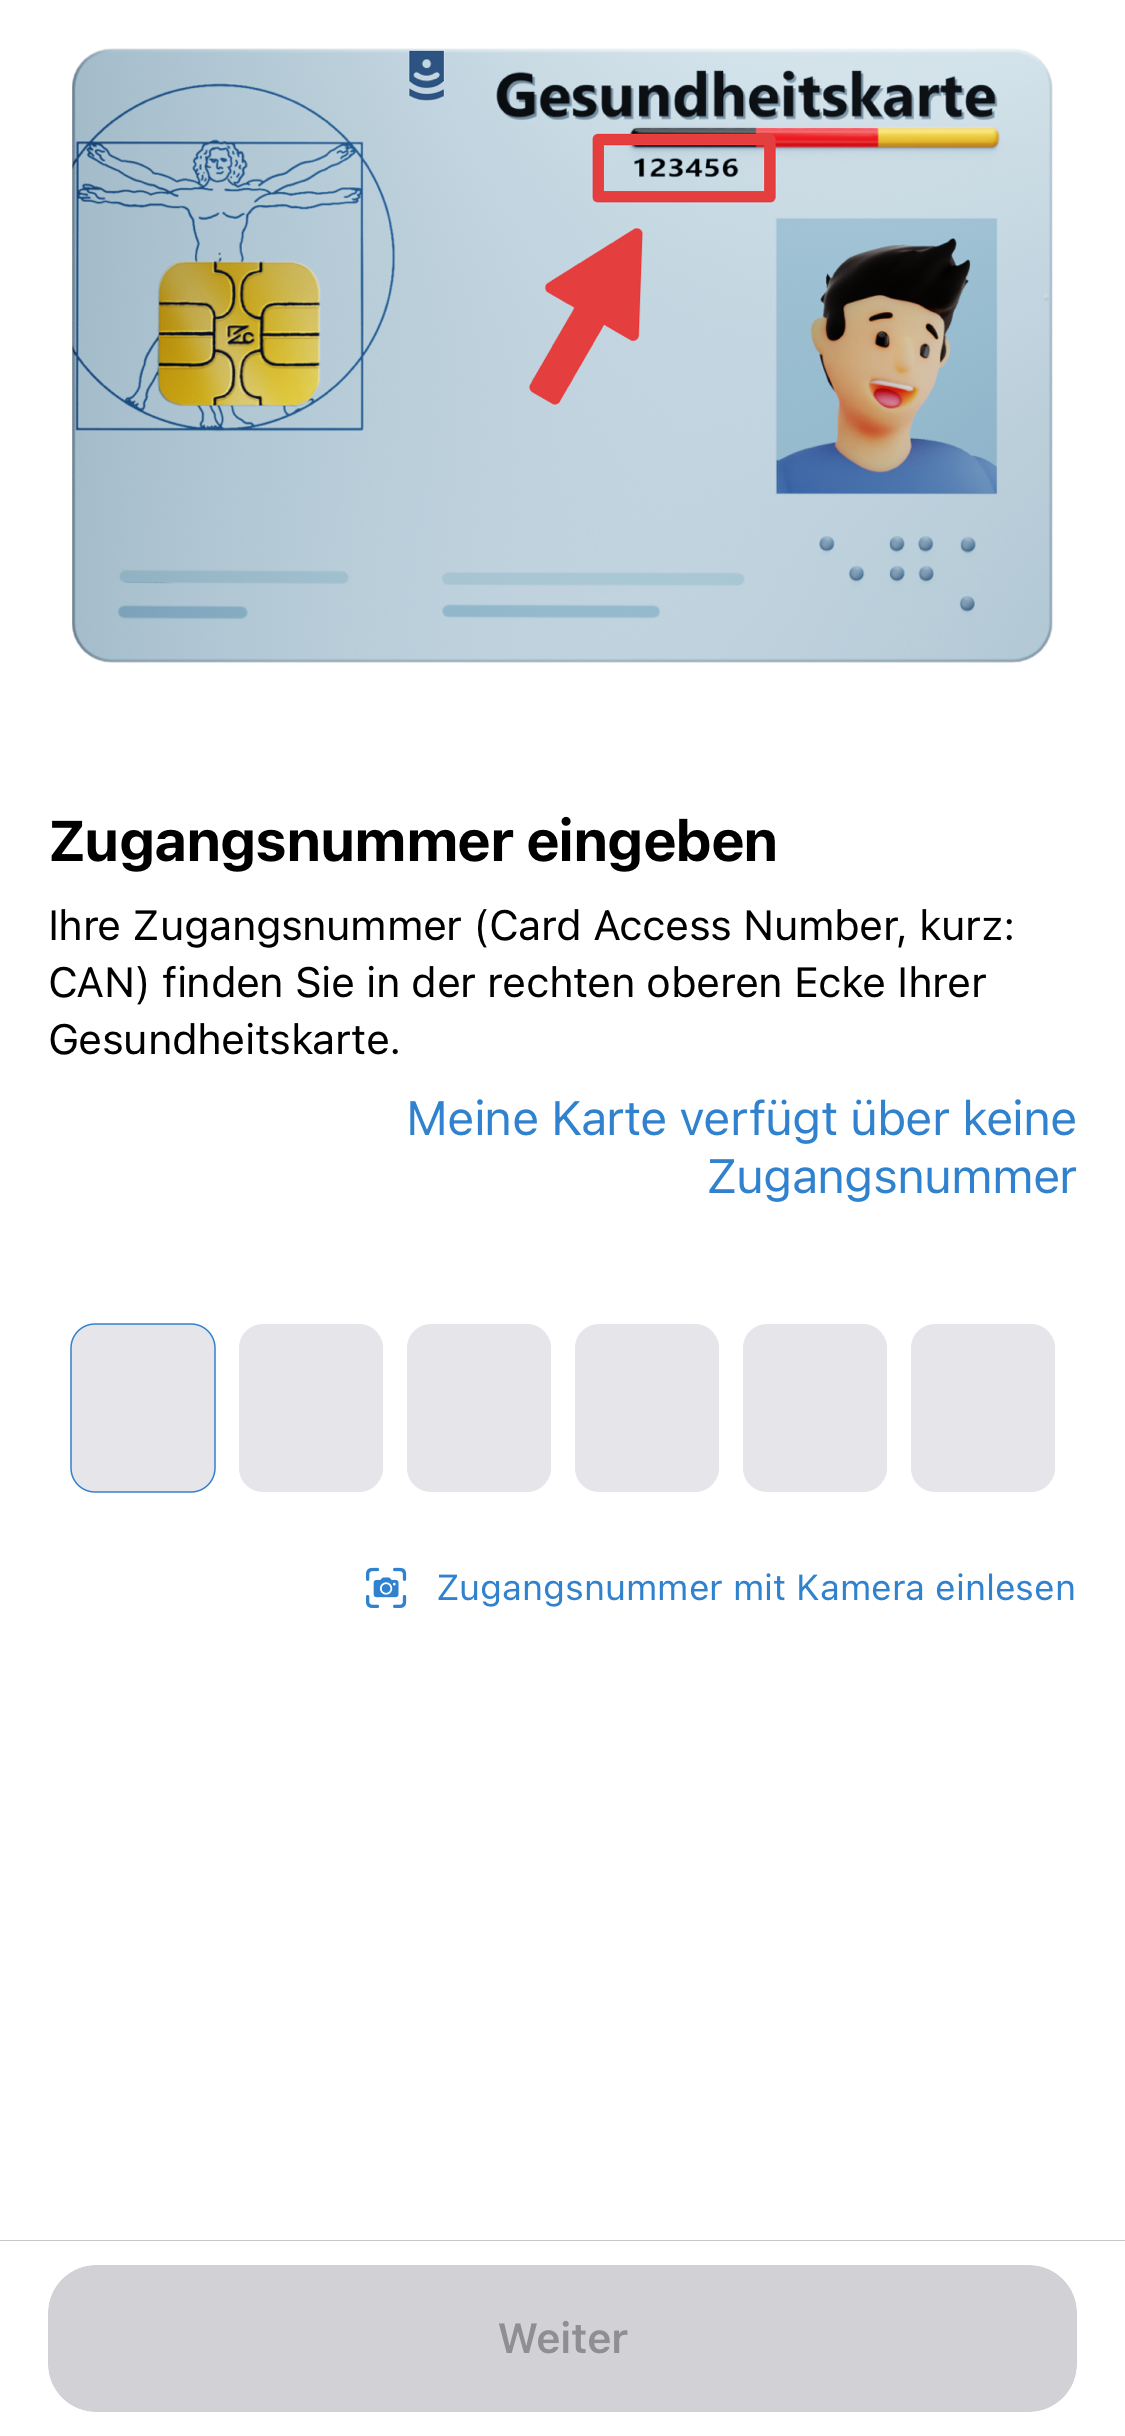 Gesundheitskarte
123456
Zugangsnummer eingeben
Ihre Zugangsnummer (Card Access Number, kurz:
CAN) finden Sie in der rechten oberen Ecke Ihrer
Gesundheitskarte.
Meine Karte verfügt über keine
Zugangsnummer
Zugangsnummer mit Kamera einlesen
Weiter